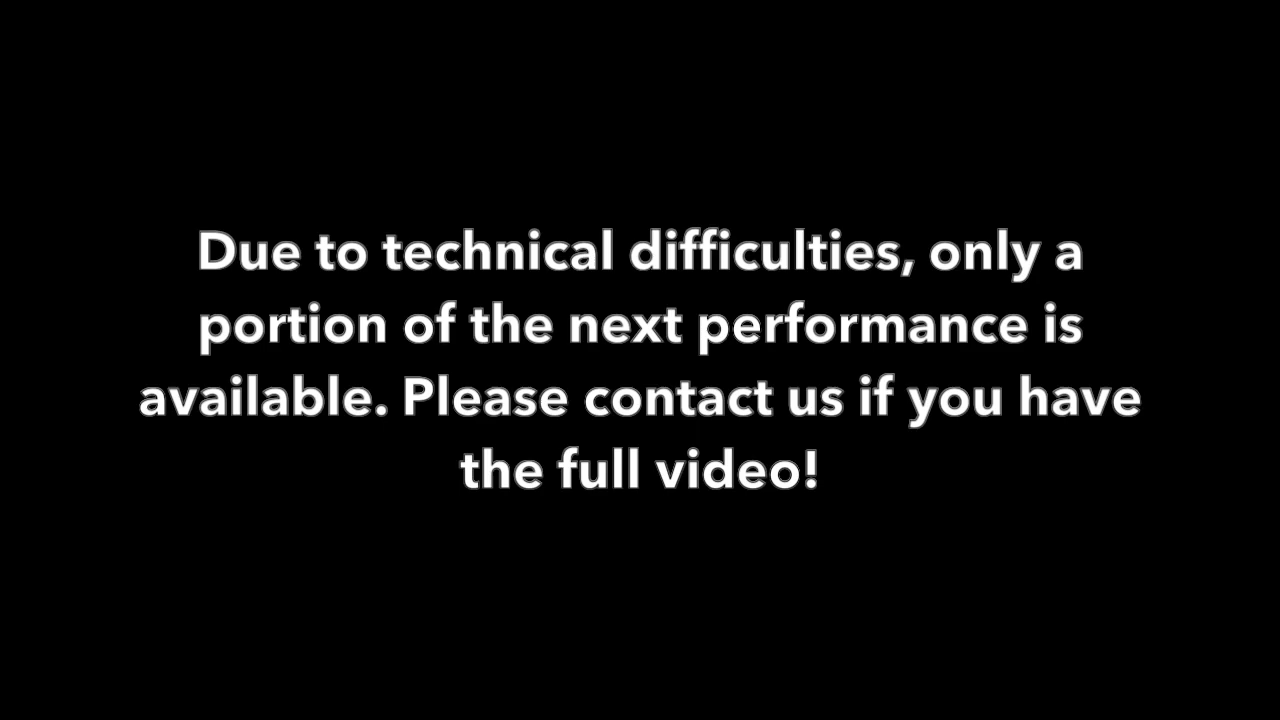 Due to technical difficulties, only a
portion of the next performance is
available. Please contact us if you have
the full video!